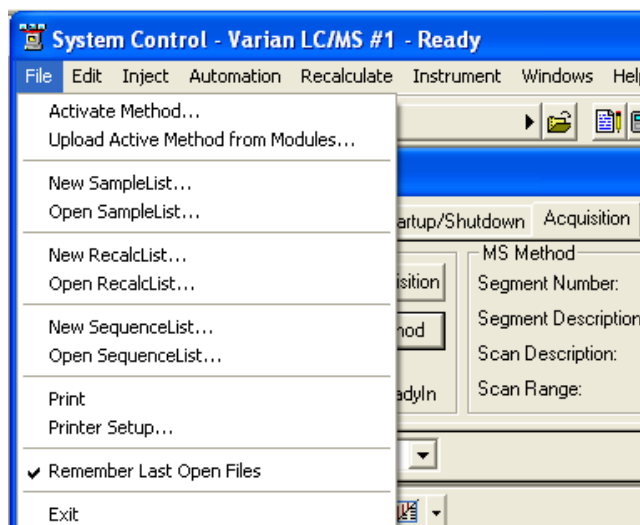 System Control - Varian LC/MS #1 - Ready
File Edit Inject Automation Recalculate Instrument Windows Help
Activate Method...
Upload Active Method from Modules...
New SampleList...
Open SampleList...
New RecalcList...
Open RecalcList...
New SequenceList...
Open SequenceList...
Print
Printer Setup...
Remember Last Open Files
Exit
artup/Shutdown Acquisition
MS Method
isition
Segment Number:
nod
Segment Description
Scan Description:
adyIn
Scan Range: